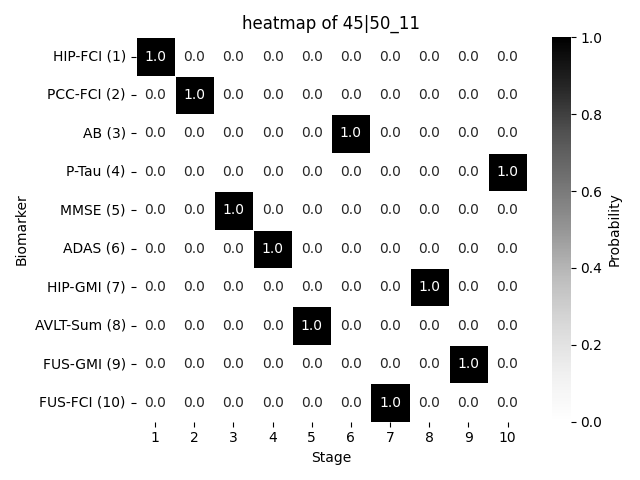 heatmap of 45|50_11
HIP-FCI (1) 1.0 0.0 0.0 0.0 0.0 0.0 0.0 0.0 0.0 0.0
PCC-FCI (2) 0.0 1.0 0.0 0.0 0.0 0.0 0.0 0.0 0.0 0.0
AB (3) 0.0 0.0 0.0 0.0 0.0 1.0 0.0 0.0 0.0 0.0
P-Tau (4) 0.0 0.0 0.0 0.0 0.0 0.0 0.0 0.0 0.0 1.0
MMSE (5) 0.0 0.0 1.0 0.0 0.0 0.0 0.0 0.0 0.0 0.0
ADAS (6) 0.0 0.0 0.0 1.0 0.0 0.0 0.0 0.0 0.0 0.0
HIP-GMI (7) 0.0 0.0 0.0 0.0 0.0 0.0 0.0 1.0 0.0 0.0
AVLT-Sum (8) 0.0 0.0 0.0 0.0 1.0 0.0 0.0 0.0 0.0 0.0
FUS-GMI (9) 0.0 0.0 0.0 0.0 0.0 0.0 0.0 0.0 1.0 0.0
FUS-FCI (10) 0.0 0.0 0.0 0.0 0.0 0.0 1.0 0.0 0.0 0.0
1 2 3 4 5 6 7 8 9 10
Stage
Biomarker
1.0
0.8
0.6
0.4
0.2
0.0
Probability